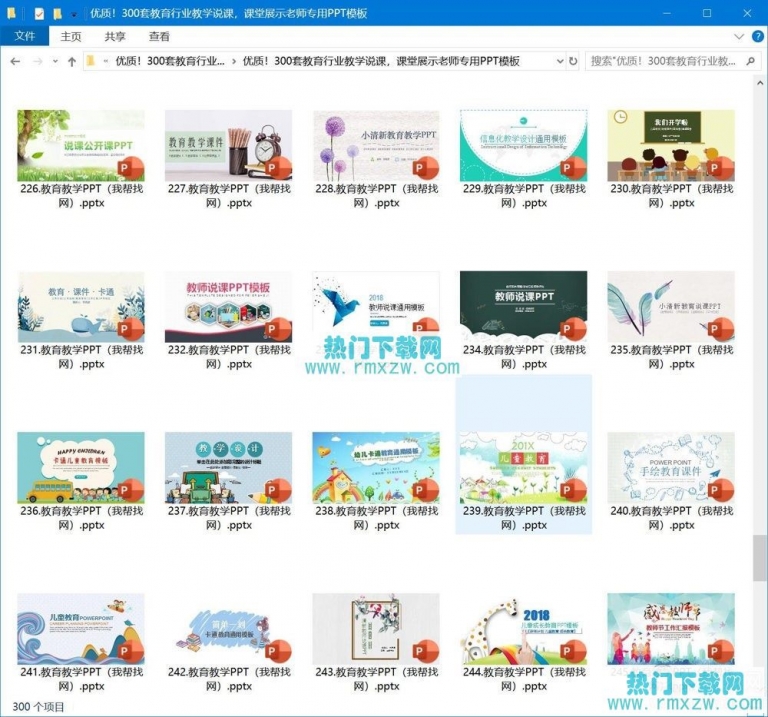 优质！300套教育行业教学说课，课堂展示老师专用PPT模板
文件 主页 共享 查看
优质！300套教育行业... › 优质！300套教育行业教学说课，课堂展示老师专用PPT模板
搜索"优质！300套教育行业教...
说课公开课PPT
教育教学课件
小清新教育教学PPT
信息化教学设计通用模板
我们开学啦
226.教育教学PPT（我帮找网）.pptx
227.教育教学PPT（我帮找网）.pptx
228.教育教学PPT（我帮找网）.pptx
229.教育教学PPT（我帮找网）.pptx
230.教育教学PPT（我帮找网）.pptx
教育·课件·卡通
教师说课PPT模板
2018
教师说课通用模板
教师说课PPT
小清新教育说课PPT
231.教育教学PPT（我帮找网）.pptx
232.教育教学PPT（我帮找网）.pptx
热门下载网
www.rmxzw.com
234.教育教学PPT（我帮找网）.pptx
235.教育教学PPT（我帮找网）.pptx
HAPPY CHILDREN
卡通儿童教育模板
教学设计
幼儿卡通教育通用模板
201X
儿童教育
POWER POINT
手绘教育课件
236.教育教学PPT（我帮找网）.pptx
237.教育教学PPT（我帮找网）.pptx
238.教育教学PPT（我帮找网）.pptx
239.教育教学PPT（我帮找网）.pptx
240.教育教学PPT（我帮找网）.pptx
儿童教育POWERPOINT
简笔一刻
卡通教育通用模板
2018
儿童成长教育PPT模板
感恩教师节
教师节工作汇报模板
241.教育教学PPT（我帮找网）.pptx
242.教育教学PPT（我帮找网）.pptx
243.教育教学PPT（我帮找网）.pptx
244.教育教学PPT（我帮找网）.pptx
热门下载网
www.rmxzw.com
300 个项目